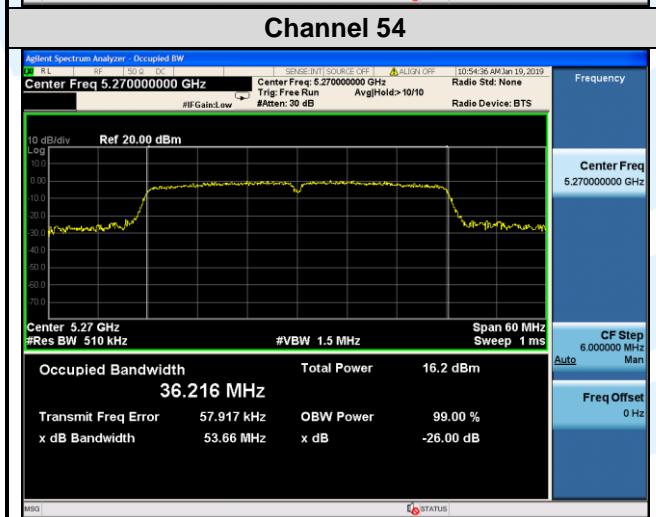 Channel 54
Agilent Spectrum Analyzer - Occupied BW
RL RF 50 Ω DC SENSE:INT SOURCE OFF ALIGN OFF 10:54:36 AM Jan 19, 2019
Center Freq 5.270000000 GHz
Center Freq: 5.270000000 GHz Radio Std: None
Trig: Free Run Avg|Hold:>10/10
#IFGain:Low #Atten: 30 dB Radio Device: BTS
Frequency
10 dB/div Ref 20.00 dBm
Log
10.0
0.00
-10.0
-20.0
-30.0
-40.0
-50.0
-60.0
-70.0
Center 5.27 GHz Span 60 MHz
#Res BW 510 kHz #VBW 1.5 MHz Sweep 1 ms
Occupied Bandwidth Total Power 16.2 dBm
36.216 MHz
Transmit Freq Error 57.917 kHz OBW Power 99.00 %
x dB Bandwidth 53.66 MHz x dB -26.00 dB
Center Freq
5.270000000 GHz
CF Step
6.000000 MHz
Auto Man
Freq Offset
0 Hz
MSG STATUS